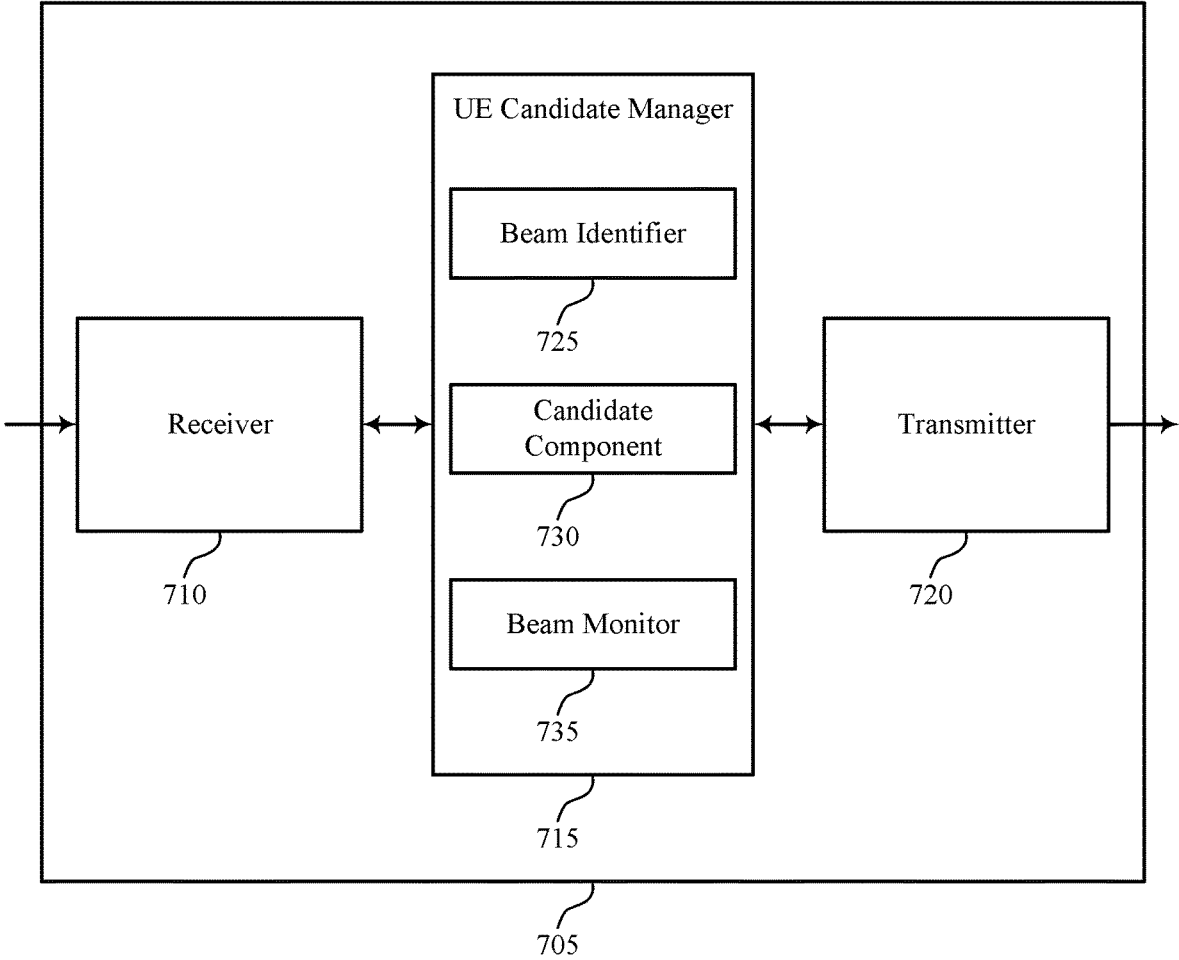 UE Candidate Manager
Beam Identifier
725
Receiver
710
Candidate
Component
730
Transmitter
720
Beam Monitor
735
715
705